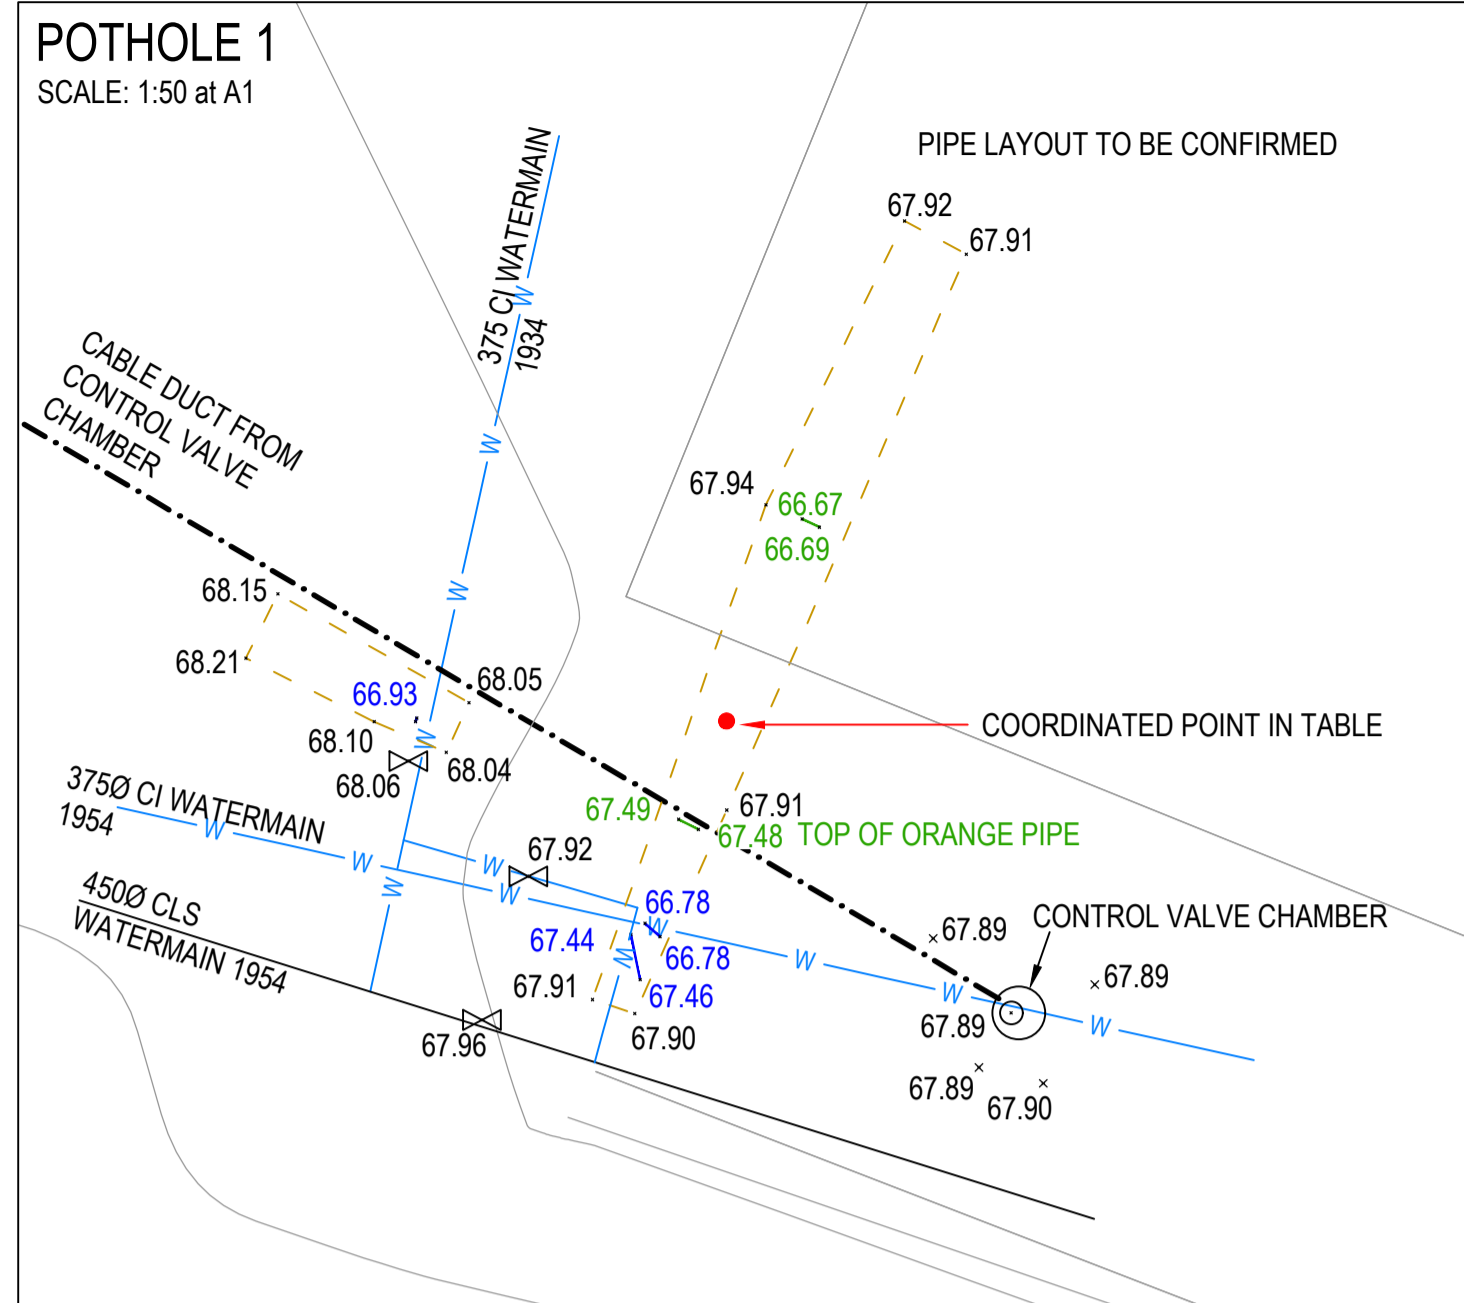 POTHOLE 1
SCALE: 1:50 at A1
PIPE LAYOUT TO BE CONFIRMED
67.92
67.91
375 CI WATERMAIN
1934
W
W
W
W
W
CABLE DUCT FROM
CONTROL VALVE
CHAMBER
67.94
66.67
66.69
68.15
68.21
68.05
66.93
68.10
68.06
68.04
COORDINATED POINT IN TABLE
375Ø CI WATERMAIN
1954
W
W
W
W
W
W
W
W
W
67.92
67.49
67.91
67.48 TOP OF ORANGE PIPE
450Ø CLS
WATERMAIN 1954
66.78
67.44
66.78
67.46
67.91
67.90
67.96
67.89
CONTROL VALVE CHAMBER
67.89
67.89
67.89
67.90